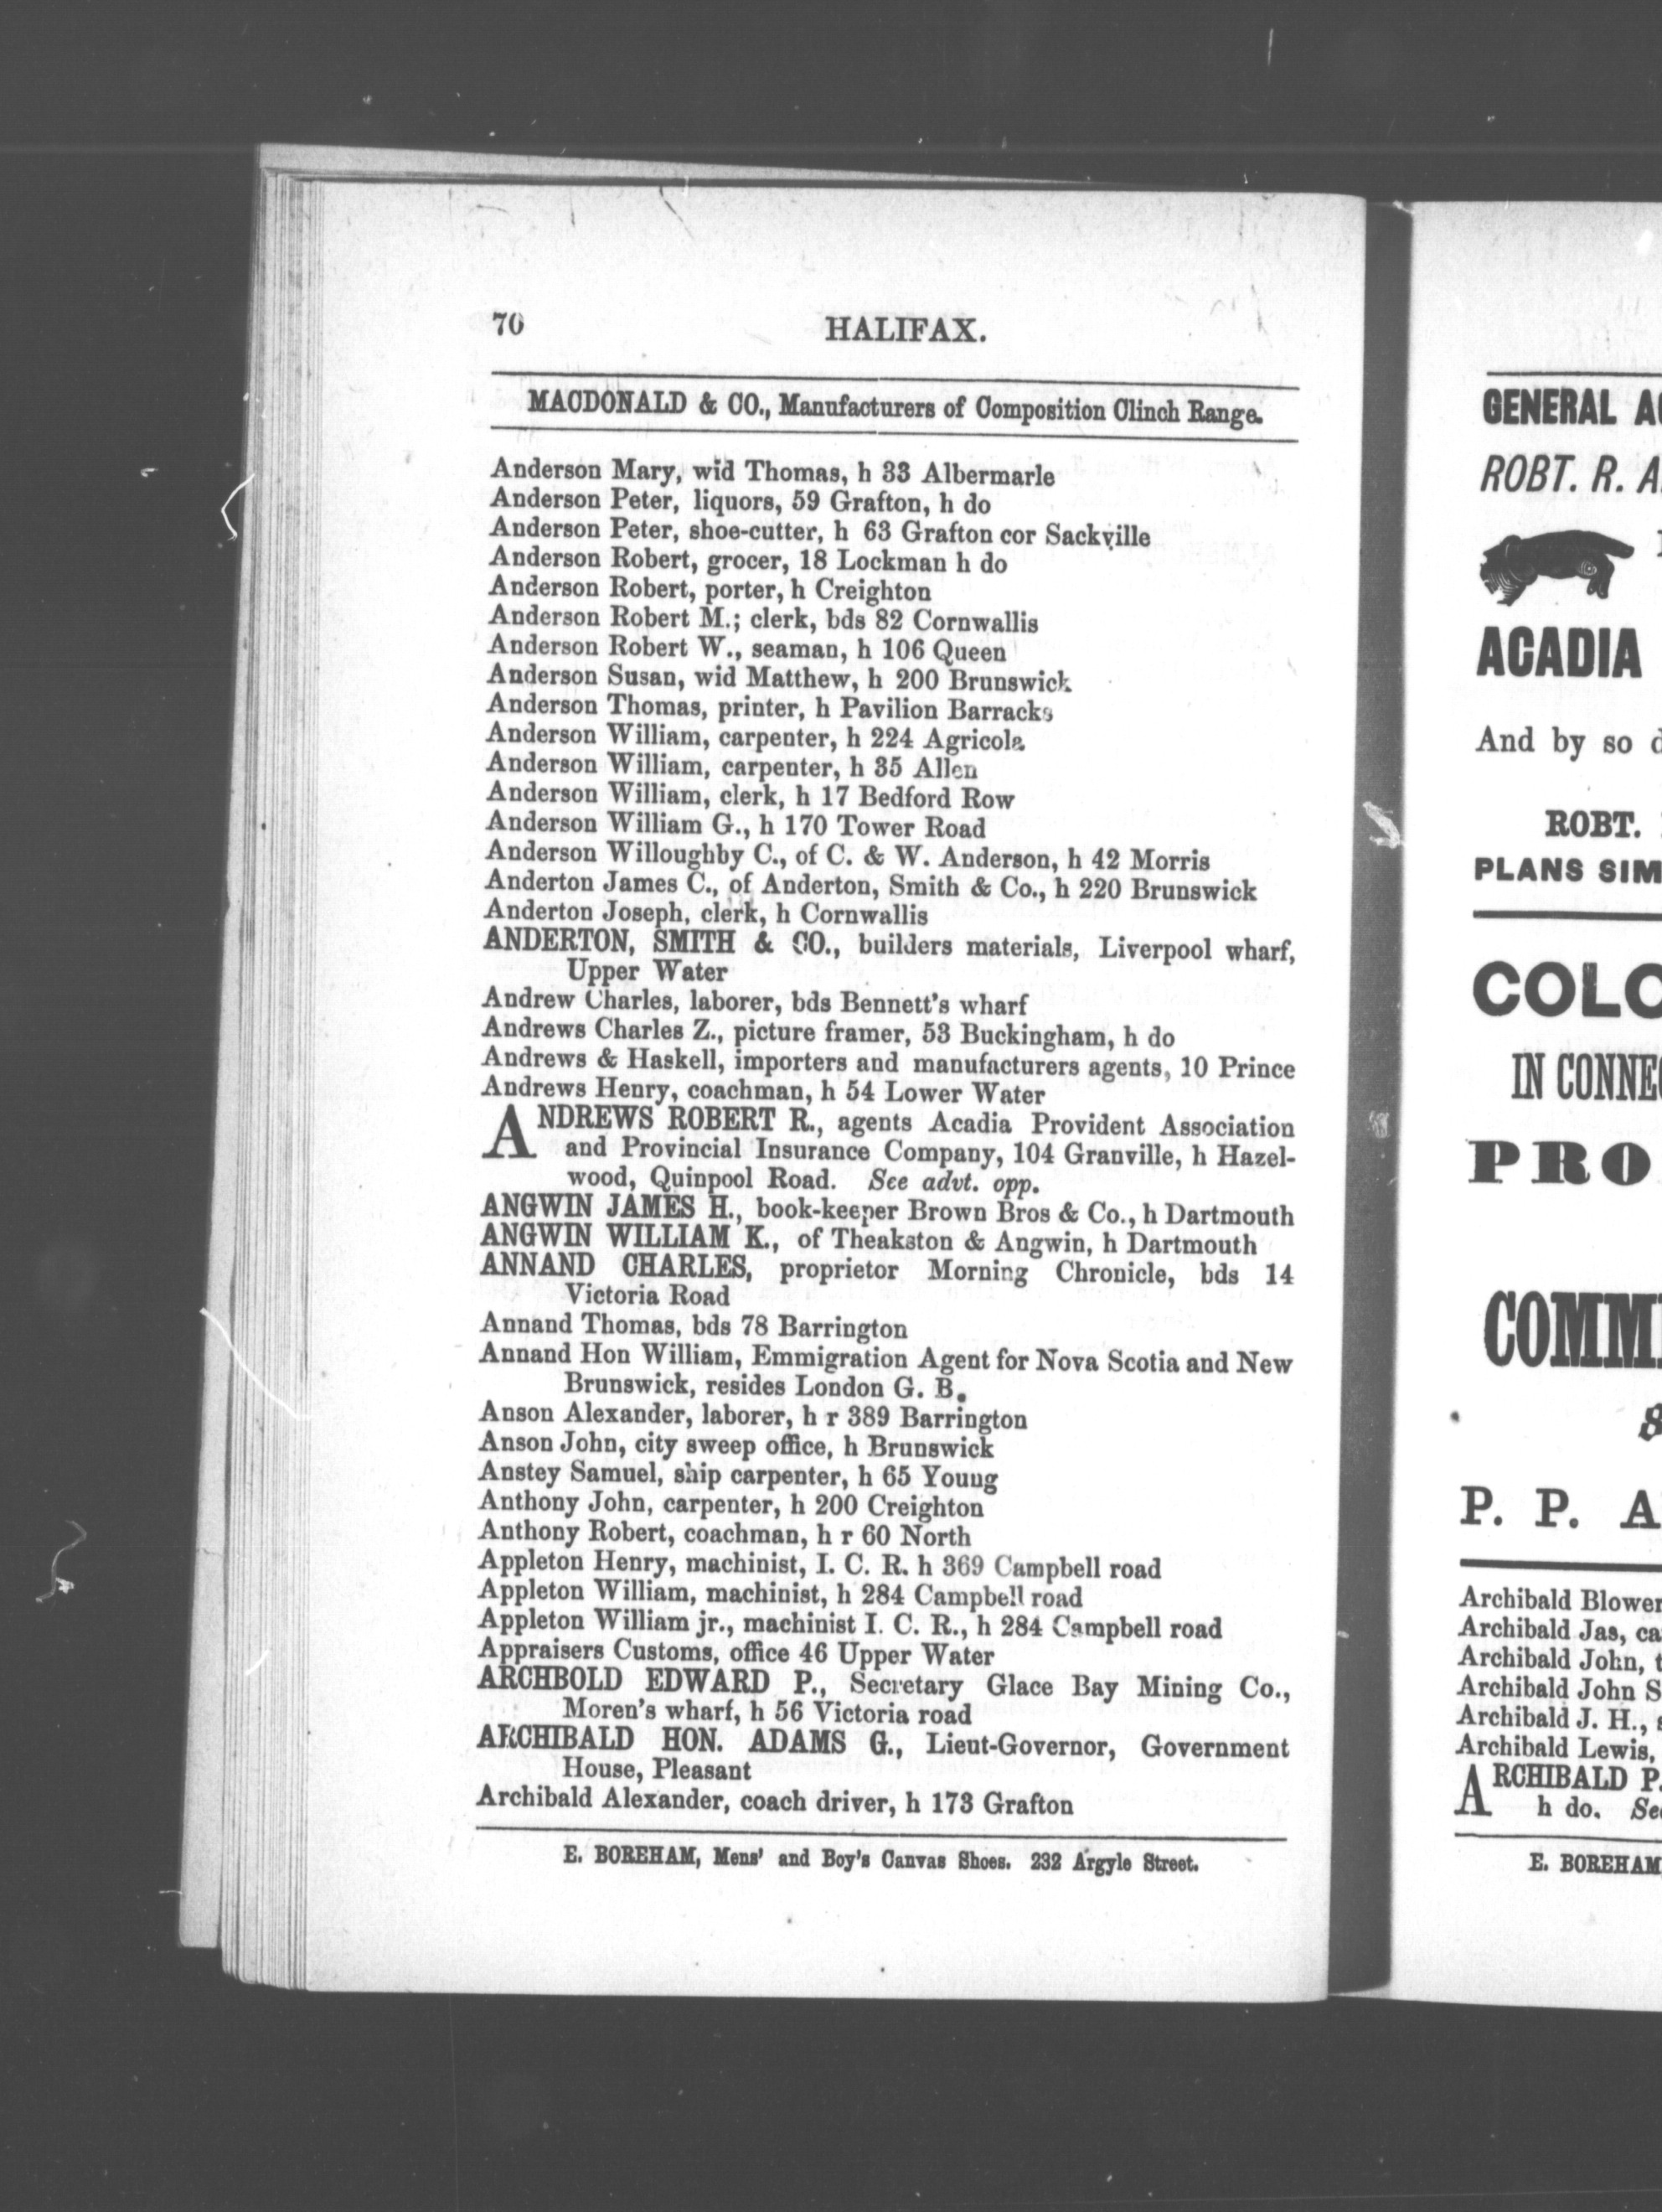 70
HALIFAX.
MACDONALD & CO., Manufacturers of Composition Clinch Range.
Anderson Mary, wid Thomas, h 33 Albermarle
Anderson Peter, liquors, 59 Grafton, h do
Anderson Peter, shoe-cutter, h 63 Grafton cor Sackville
Anderson Robert, grocer, 18 Lockman h do
Anderson Robert, porter, h Creighton
Anderson Robert M.; clerk, bds 82 Cornwallis
Anderson Robert W., seaman, h 106 Queen
Anderson Susan, wid Matthew, h 200 Brunswick
Anderson Thomas, printer, h Pavilion Barracks
Anderson William, carpenter, h 224 Agricola
Anderson William, carpenter, h 35 Allen
Anderson William, clerk, h 17 Bedford Row
Anderson William G., h 170 Tower Road
Anderson Willoughby C., of C. & W. Anderson, h 42 Morris
Anderton James C., of Anderton, Smith & Co., h 220 Brunswick
Anderton Joseph, clerk, h Cornwallis
ANDERTON, SMITH & CO., builders materials, Liverpool wharf,
Upper Water
Andrew Charles, laborer, bds Bennett's wharf
Andrews Charles Z., picture framer, 53 Buckingham, h do
Andrews & Haskell, importers and manufacturers agents, 10 Prince
Andrews Henry, coachman, h 54 Lower Water
ANDREWS ROBERT R., agents Acadia Provident Association
and Provincial Insurance Company, 104 Granville, h Hazel-
wood, Quinpool Road. See advt. opp.
ANGWIN JAMES H., book-keeper Brown Bros & Co., h Dartmouth
ANGWIN WILLIAM K., of Theakston & Angwin, h Dartmouth
ANNAND CHARLES, proprietor Morning Chronicle, bds 14
Victoria Road
Annand Thomas, bds 78 Barrington
Annand Hon William, Emmigration Agent for Nova Scotia and New
Brunswick, resides London G. B.
Anson Alexander, laborer, h r 389 Barrington
Anson John, city sweep office, h Brunswick
Anstey Samuel, ship carpenter, h 65 Young
Anthony John, carpenter, h 200 Creighton
Anthony Robert, coachman, h r 60 North
Appleton Henry, machinist, I. C. R. h 369 Campbell road
Appleton William, machinist, h 284 Campbell road
Appleton William jr., machinist I. C. R., h 284 Campbell road
Appraisers Customs, office 46 Upper Water
ARCHBOLD EDWARD P., Secretary Glace Bay Mining Co.,
Moren's wharf, h 56 Victoria road
ARCHIBALD HON. ADAMS G., Lieut-Governor, Government
House, Pleasant
Archibald Alexander, coach driver, h 173 Grafton
E. BOREHAM, Mens' and Boy's Canvas Shoes. 232 Argyle Street.
GENERAL
ROBT. R.
ACADIA
And by so
ROBT.
PLANS
IN
P. P.
Archibald Blower
Archibald Jas,
Archibald John,
Archibald John
Archibald J. H.,
Archibald Lewis,
ARCHIBALD P.
h do.
E. BOREHAM